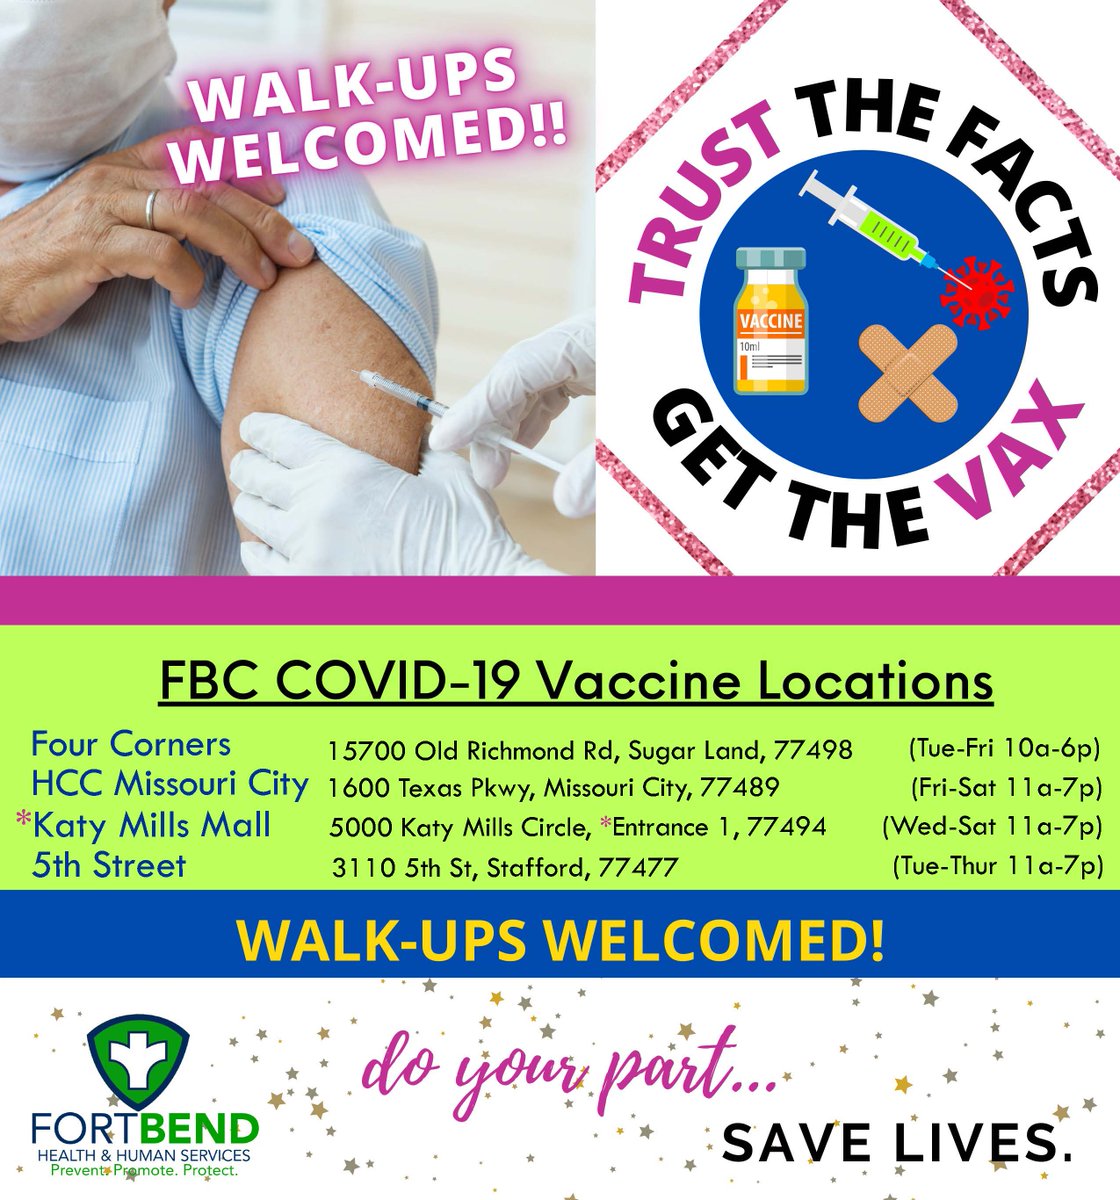 WALK-UPS
WELCOMED!!
TRUST THE FACTS
GET THE VAX
VACCINE
10ml
FBC COVID-19 Vaccine Locations
Four Corners 15700 Old Richmond Rd, Sugar Land, 77498 (Tue-Fri 10a-6p)
HCC Missouri City 1600 Texas Pkwy, Missouri City, 77489 (Fri-Sat 11a-7p)
*Katy Mills Mall 5000 Katy Mills Circle, *Entrance 1, 77494 (Wed-Sat 11a-7p)
5th Street 3110 5th St, Stafford, 77477 (Tue-Thur 11a-7p)
WALK-UPS WELCOMED!
do your part...
SAVE LIVES.
FORTBEND
HEALTH & HUMAN SERVICES
Prevent. Promote. Protect.